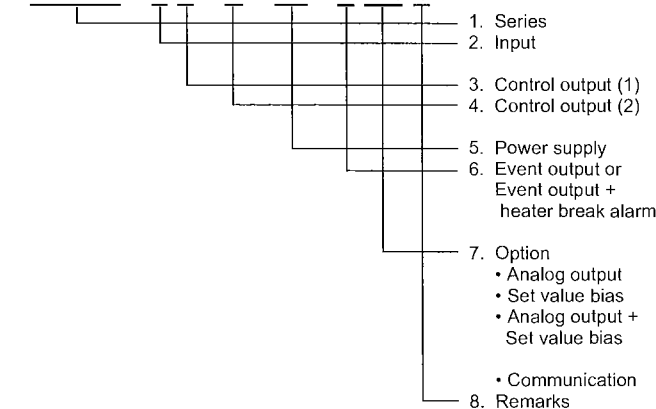 1. Series
2. Input
3. Control output (1)
4. Control output (2)
5. Power supply
6. Event output or
Event output +
heater break alarm
7. Option
• Analog output
• Set value bias
• Analog output +
Set value bias
• Communication
8. Remarks